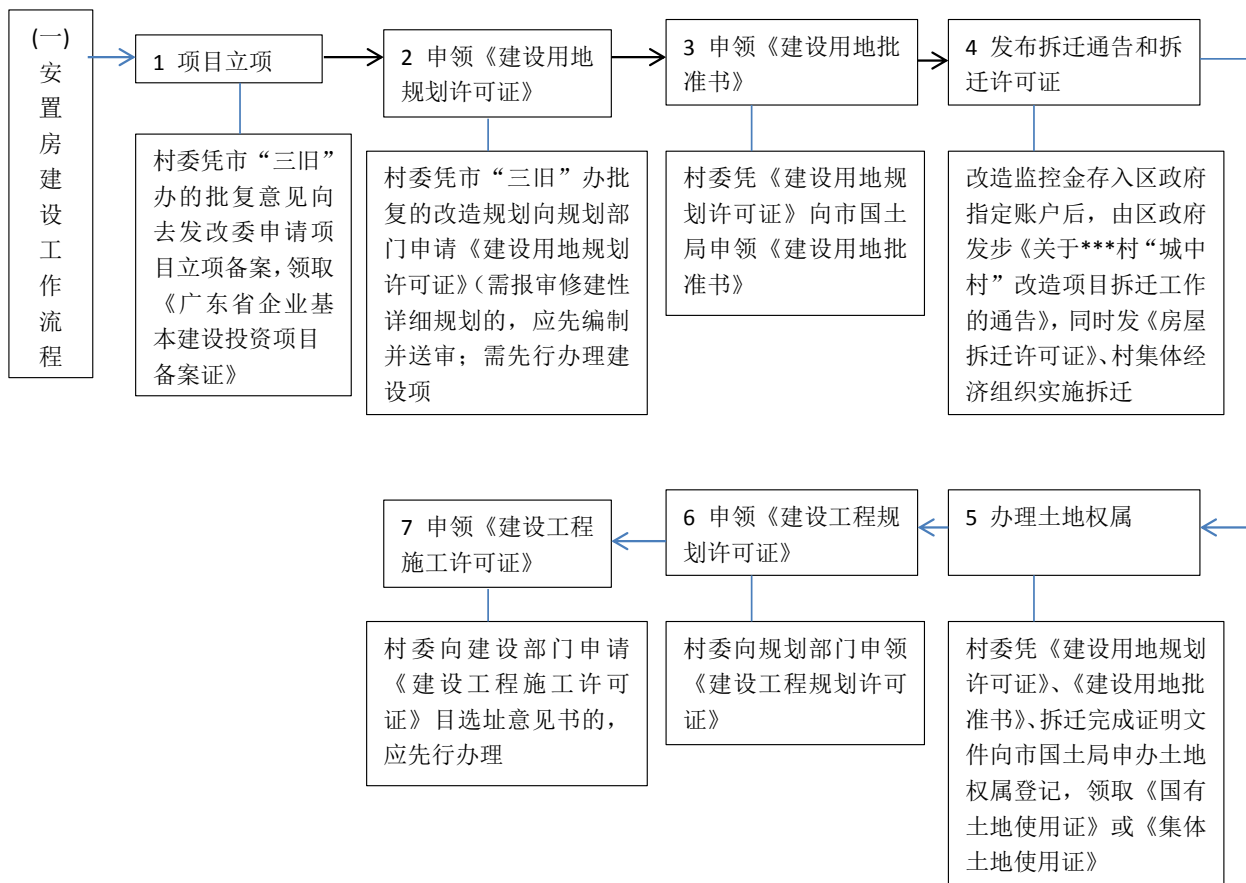 (一)
安
置
房
建
设
工
作
流
程
1 项目立项
村委凭市“三旧”
办的批复意见向
去发改委申请项
目立项备案，领取
《广东省企业基
本建设投资项目
备案证》
2 申领《建设用地
规划许可证》
村委凭市“三旧”办批
复的改造规划向规划部
门申请《建设用地规划
许可证》（需报审修建性
详细规划的，应先编制
并送审；需先行办理建
设项
3 申领《建设用地批
准书》
村委凭《建设用地规
划许可证》向市国土
局申领《建设用地批
准书》
4 发布拆迁通告和拆
迁许可证
改造监控金存入区政府
指定账户后，由区政府
发步《关于***村“城中
村”改造项目拆迁工作
的通告》，同时发《房屋
拆迁许可证》、村集体经
济组织实施拆迁
5 办理土地权属
村委凭《建设用地规划
许可证》、《建设用地批
准书》、拆迁完成证明文
件向市国土局申办土地
权属登记，领取《国有
土地使用证》或《集体
土地使用证》
6 申领《建设工程规
划许可证》
村委向规划部门申领
《建设工程规划许可
证》
7 申领《建设工程
施工许可证》
村委向建设部门申请
《建设工程施工许可
证》目选址意见书的，
应先行办理